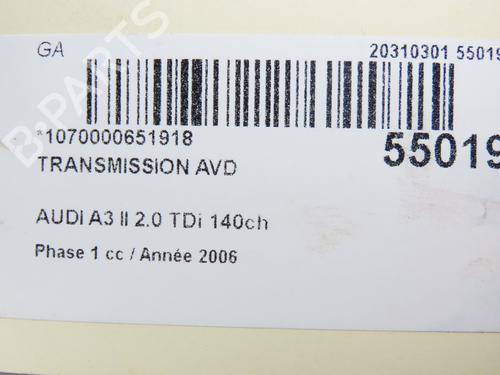 GA
20310301 55019
*1070000651918
55019
TRANSMISSION AVD
AUDI A3 II 2.0 TDi 140ch
Phase 1 cc / Année 2006
B-PARTS